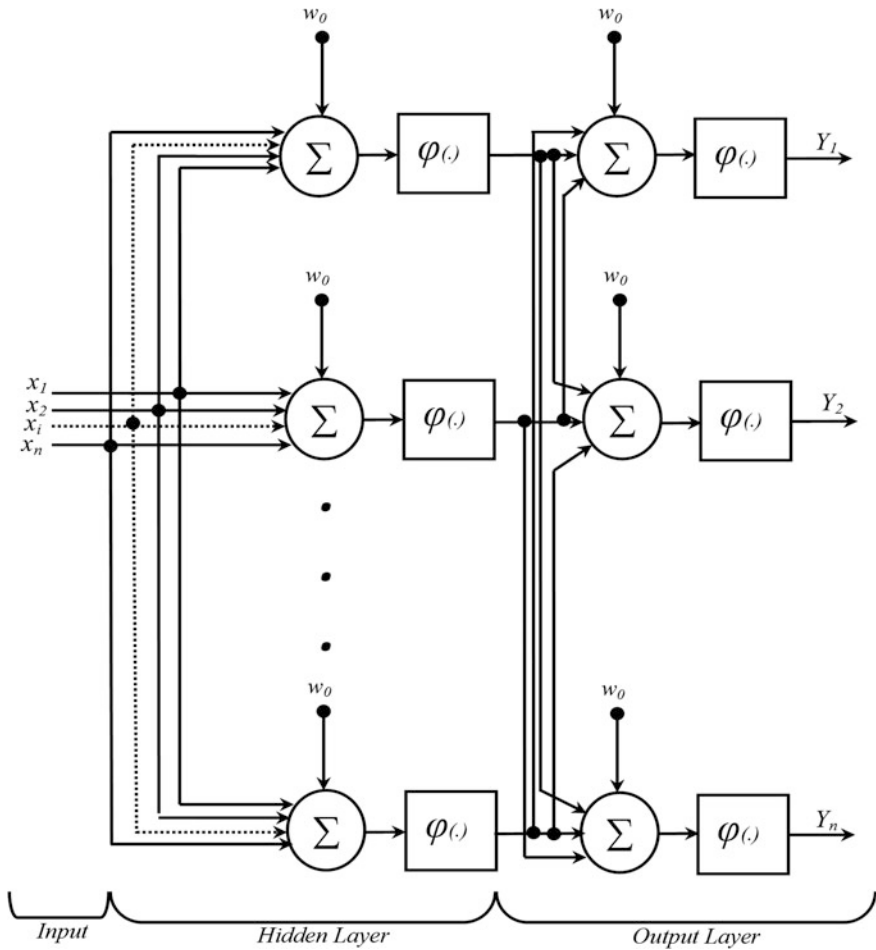 w₀ w₀
Σ φ(.) Σ φ(.) Y₁
w₀ w₀
x₁
x₂
xᵢ
xₙ
Σ φ(.) Σ φ(.) Y₂
w₀ w₀
Σ φ(.) Σ φ(.) Yₙ
Input Hidden Layer Output Layer